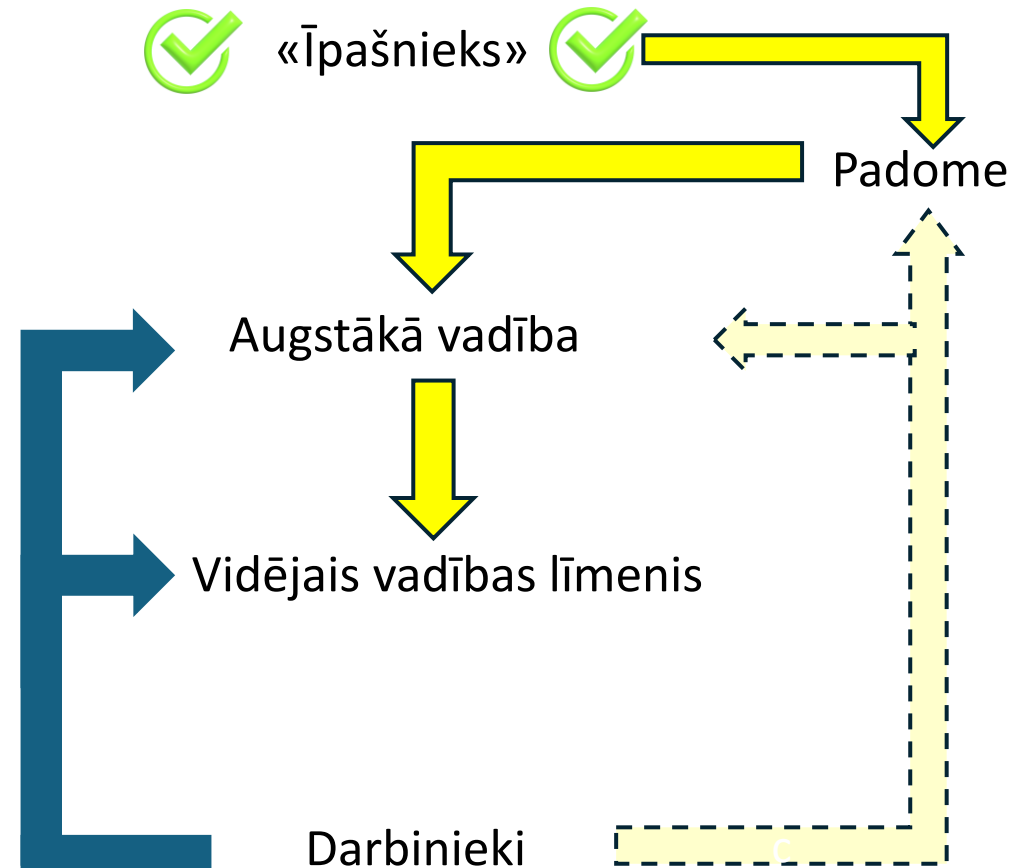 «Īpašnieks»
Padome
Augstākā vadība
Vidējais vadības līmenis
Darbinieki
c